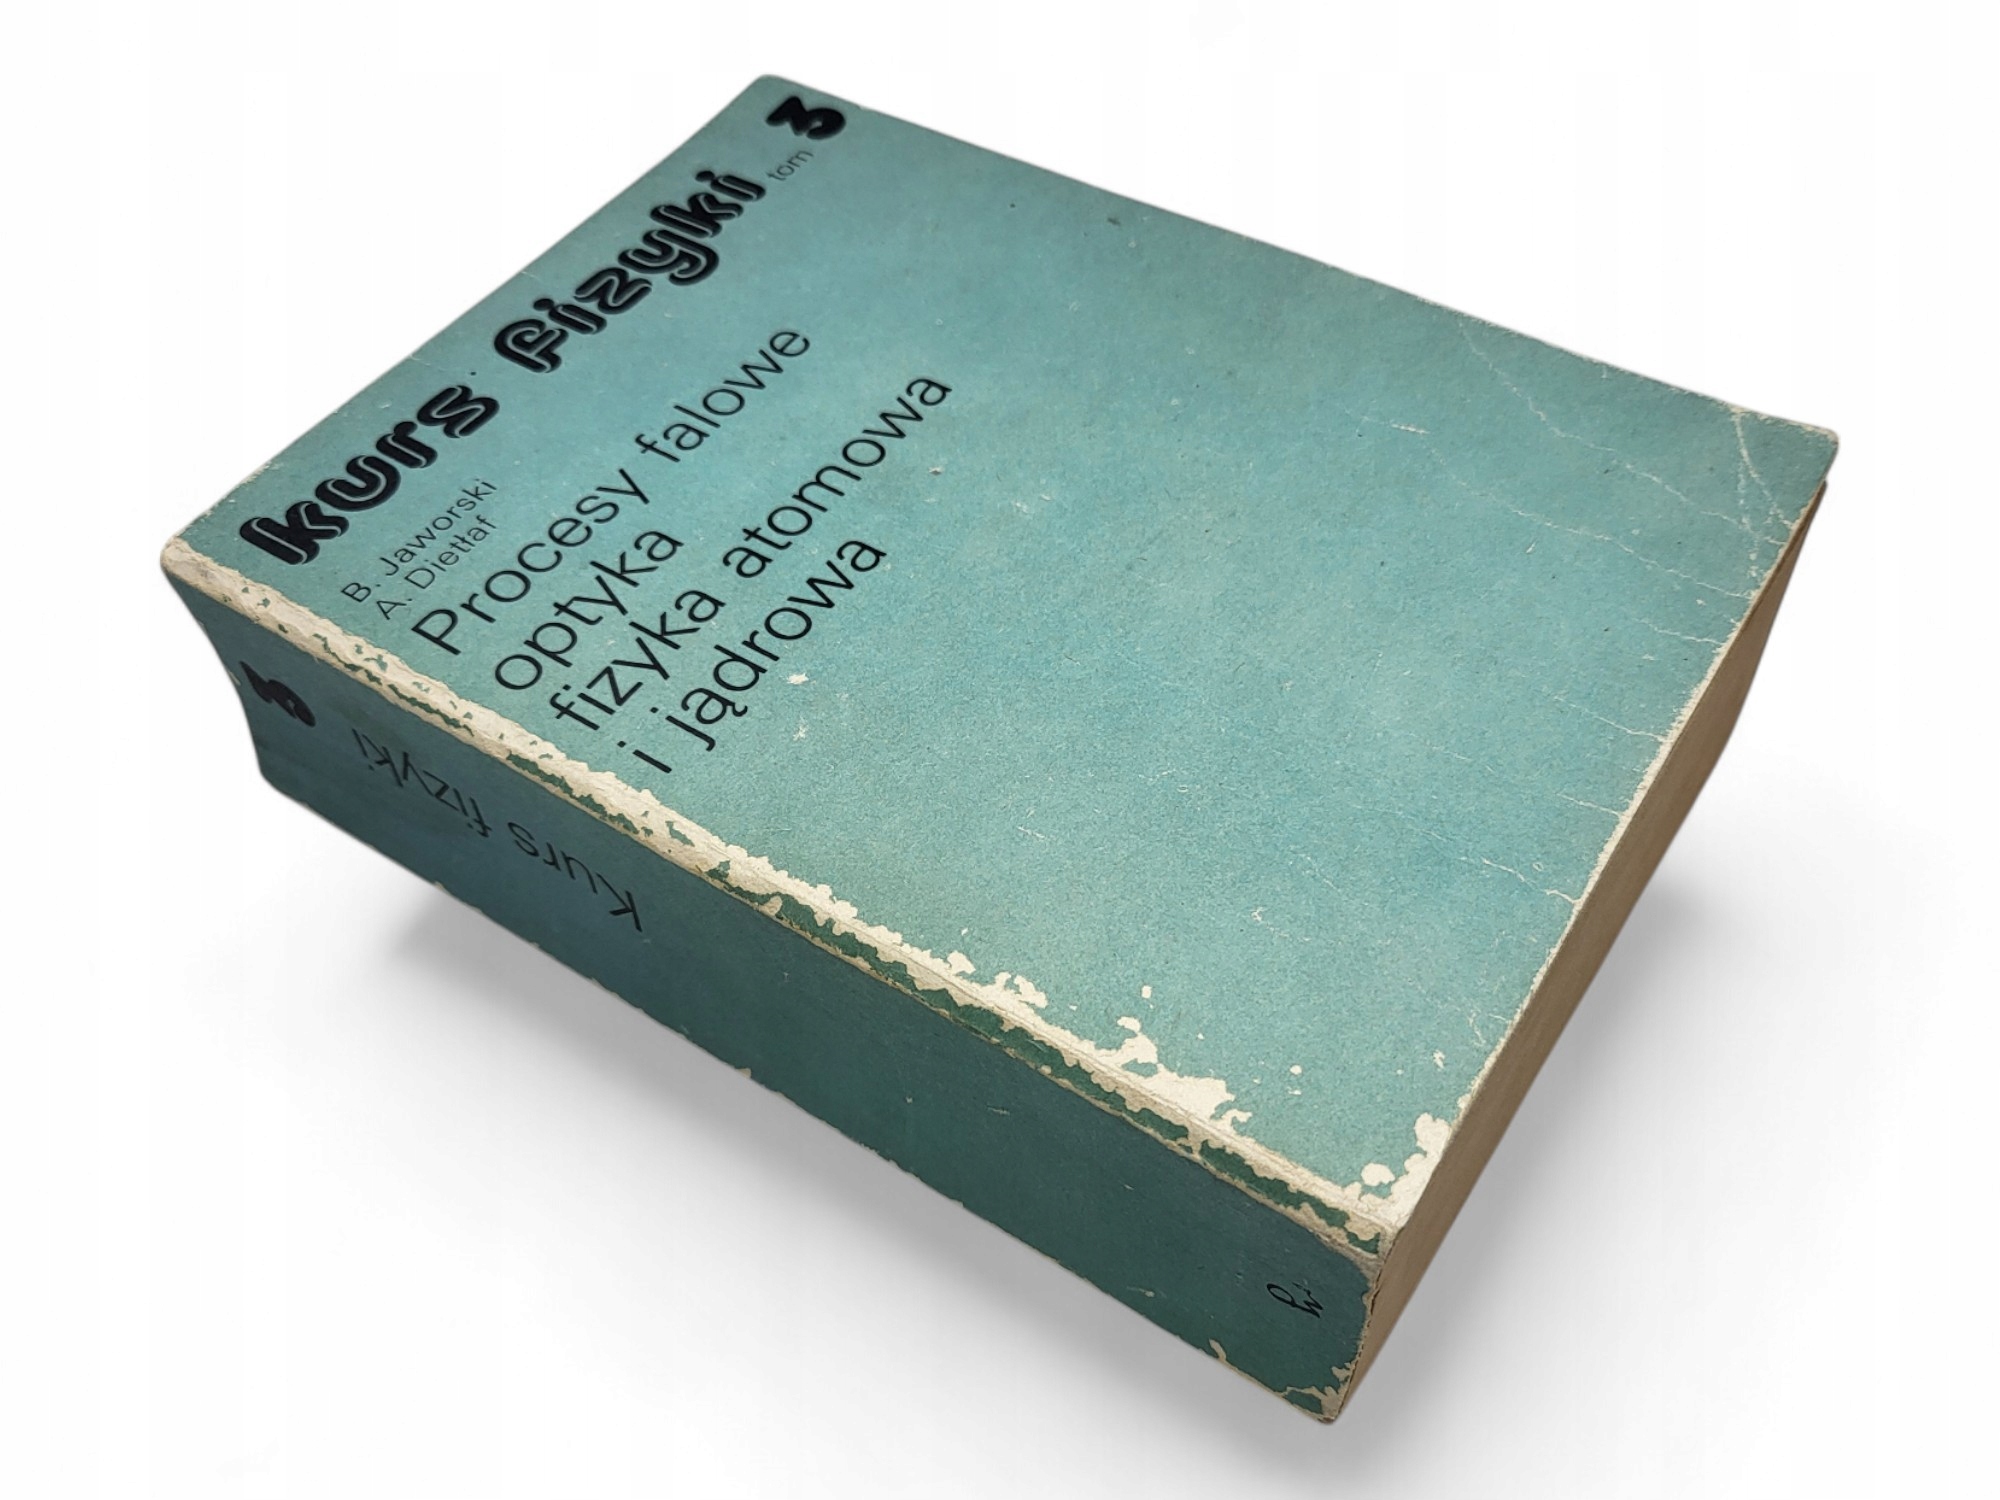 kurs fizyki tom 3
B. Jaworski
A. Dietłaf
Procesy falowe
optyka
fizyka atomowa
i jądrowa
Kurs fizyki 3